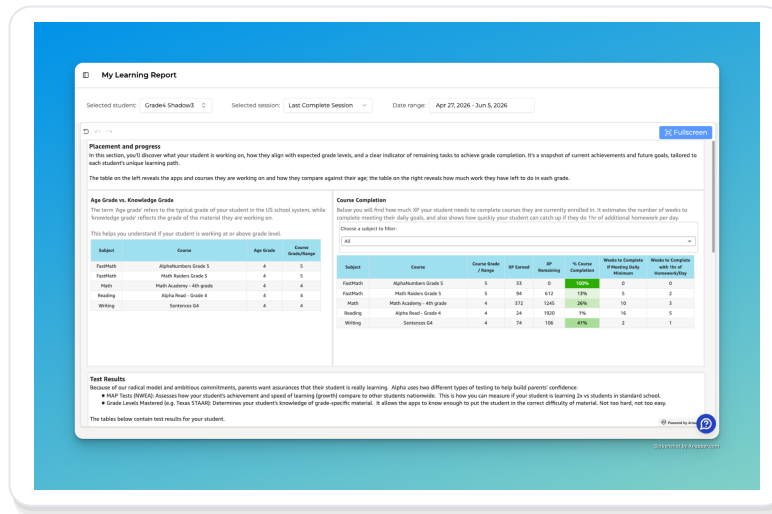 My Learning Report
Selected student: Grade4 Shadow3 Selected session: Last Complete Session Date range: Apr 27, 2026 - Jun 5, 2026
Fullscreen
Placement and progress
In this section, you'll discover what your student is working on, how they align with expected grade levels, and a clear indicator of remaining tasks to achieve grade completion. It's a snapshot of current achievements and future goals, tailored to
each student's unique learning path.
The table on the left reveals the apps and courses they are working on and how they compare against their age; the table on the right reveals how much work they have left to do in each grade.
Age Grade vs. Knowledge Grade
The term 'Age grade' refers to the typical grade of your student in the US school system, while
'knowledge grade' reflects the grade of the material they are working on.
This helps you understand if your student is working at or above grade level.
Subject Course Age Grade Course Grade/Range
FastMath AlphaNumbers Grade 5 4 5
FastMath Math Raiders Grade 5 4 5
Math Math Academy - 4th grade 4 4
Reading Alpha Read - Grade 4 4 4
Writing Sentences G4 4 4
Course Completion
Below you will find how much XP your student needs to complete courses they are currently enrolled in. It estimates the number of weeks to
complete meeting their daily goals, and also shows how quickly your student can catch up if they do 1hr of additional homework per day.
Choose a subject to filter:
All
Subject Course Course Grade / Range XP Earned XP Remaining % Course Completion Weeks to Complete if Meeting Daily Minimum Weeks to Complete with 1hr of Homework/Day
FastMath AlphaNumbers Grade 5 5 33 0 100% 0 0
FastMath Math Raiders Grade 5 5 94 612 13% 5 2
Math Math Academy - 4th grade 4 372 1245 26% 10 3
Reading Alpha Read - Grade 4 4 24 1920 1% 16 5
Writing Sentences G4 4 74 106 41% 2 1
Test Results
Because of our radical model and ambitious commitments, parents want assurances that their student is really learning. Alpha uses two different types of testing to help build parents' confidence:
• MAP Tests (NWEA): Assesses how your student's achievement and speed of learning (growth) compare to other students nationwide. This is how you can measure if your student is learning 2x vs students in standard school.
• Grade Levels Mastered (e.g. Texas STAAR): Determines your student's knowledge of grade-specific material. It allows the apps to know enough to put the student in the correct difficulty of material. Not too hard, not too easy.
The tables below contain test results for your student.
Powered by
Screenshot by Xnapper.com